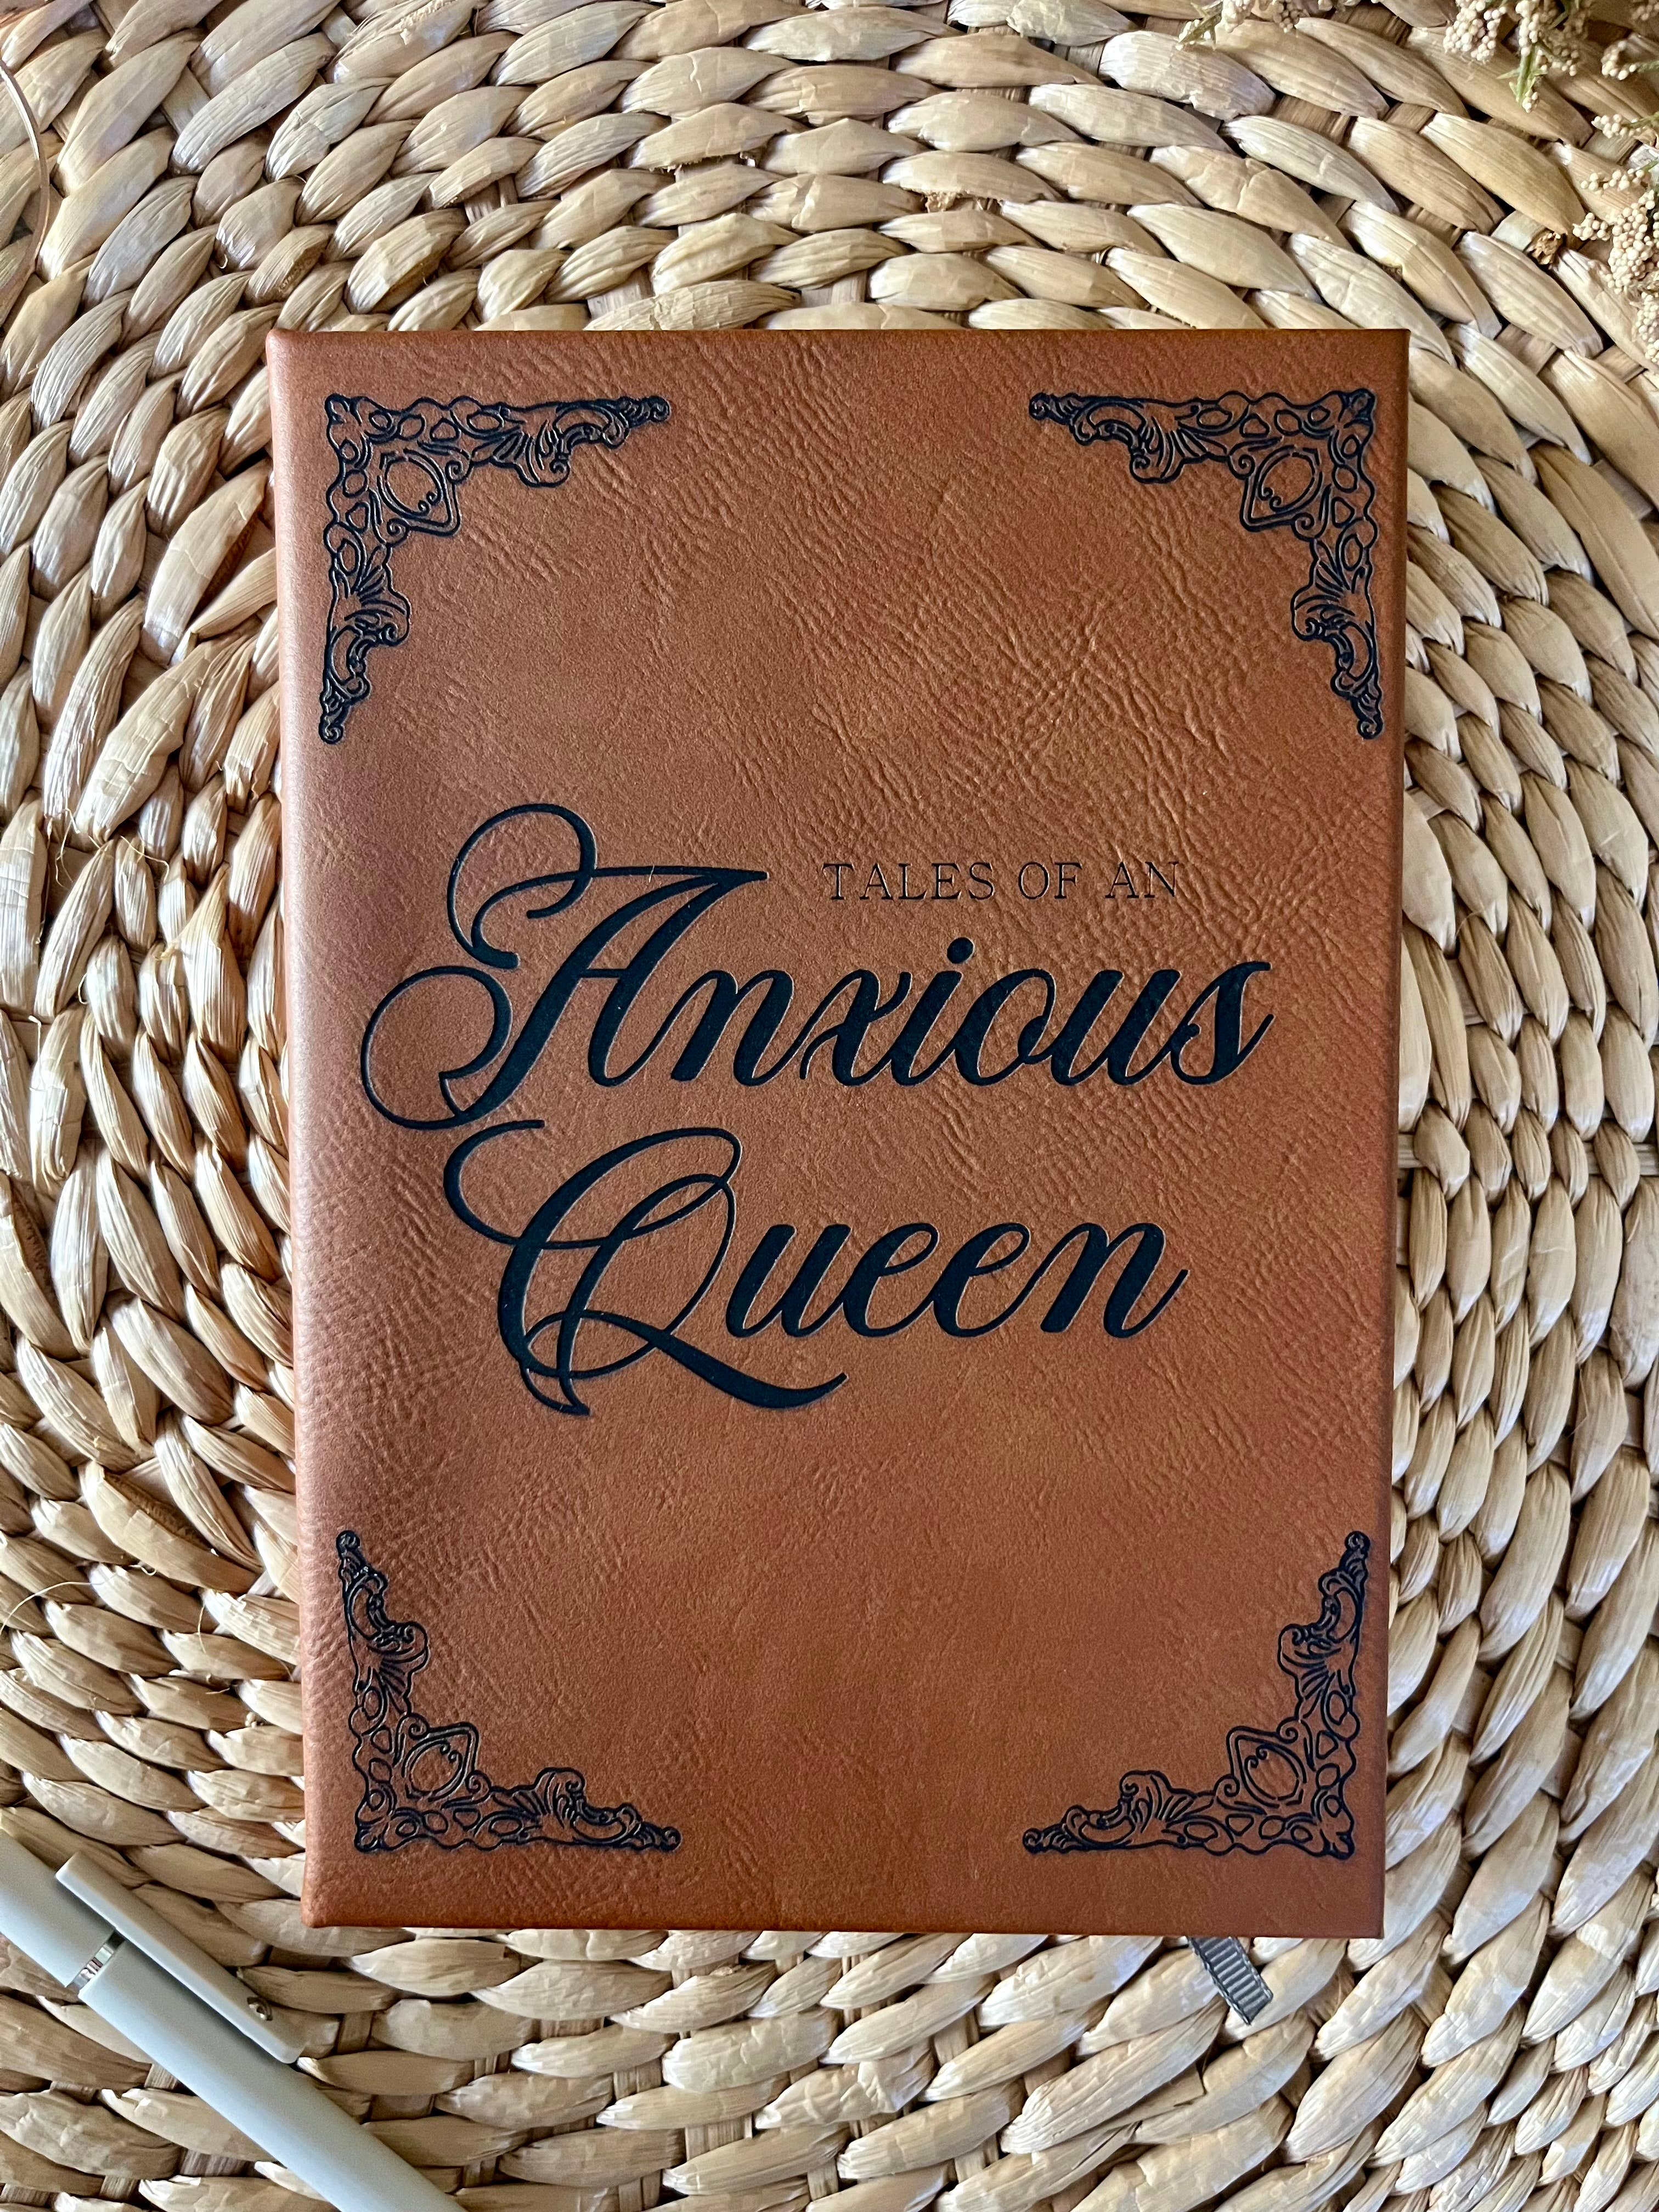 TALES OF AN
Anxious
Queen